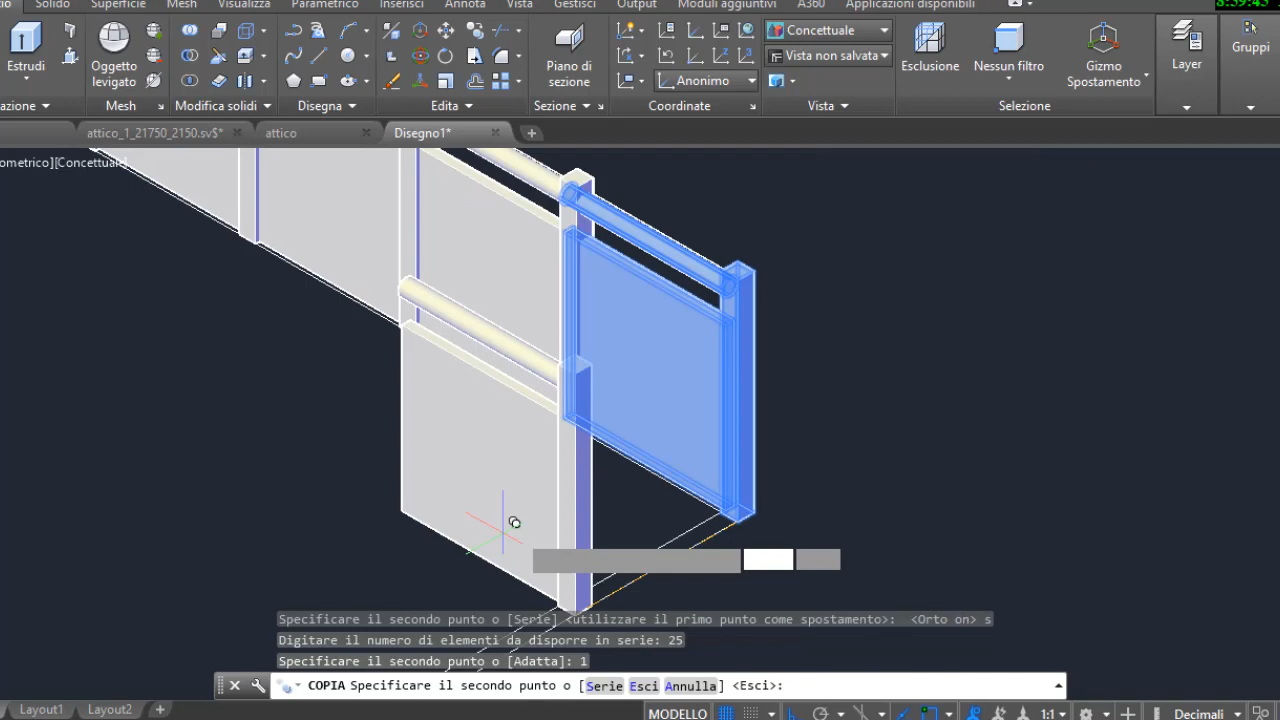 Solido
Superficie
Mesh
Visualizza
Parametrico
Inserisci
Annota
Vista
Gestisci
Output
Moduli aggiuntivi
A360
Applicazioni disponibili
Estrudi
Oggetto
levigato
Piano di
sezione
Concettuale
Vista non salvata
Anonimo
Esclusione
Nessun filtro
Gizmo
Spostamento
Layer
Gruppi
azione
Mesh
Modifica solidi
Disegna
Edita
Sezione
Coordinate
Vista
Selezione
attico_1_21750_2150.sv$*
attico
Disegno1*
ometrico][Concettuale]
Specificare il secondo punto o [Serie] <utilizzare il primo punto come spostamento>: <Orto on> s
Digitare il numero di elementi da disporre in serie: 25
Specificare il secondo punto o [Adatta]: 1
COPIA Specificare il secondo punto o [Serie Esci Annulla] <Esci>:
Layout1
Layout2
MODELLO
1:1
Decimali